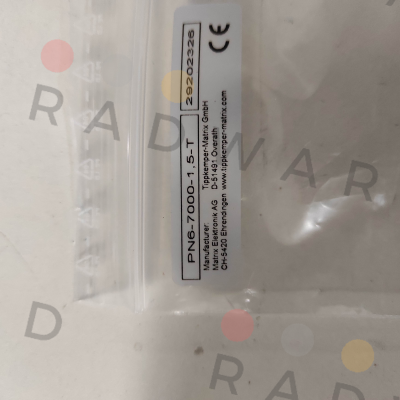 PN6-7000-1,5-T 29202326
Manufacturer:
Tippkemper-Matrix GmbH
Matrix Elektronik AG D-51491 Overath
CH-5420 Ehrendingen www.tippkemper-matrix.com
CE
RADWAR
D
RADW